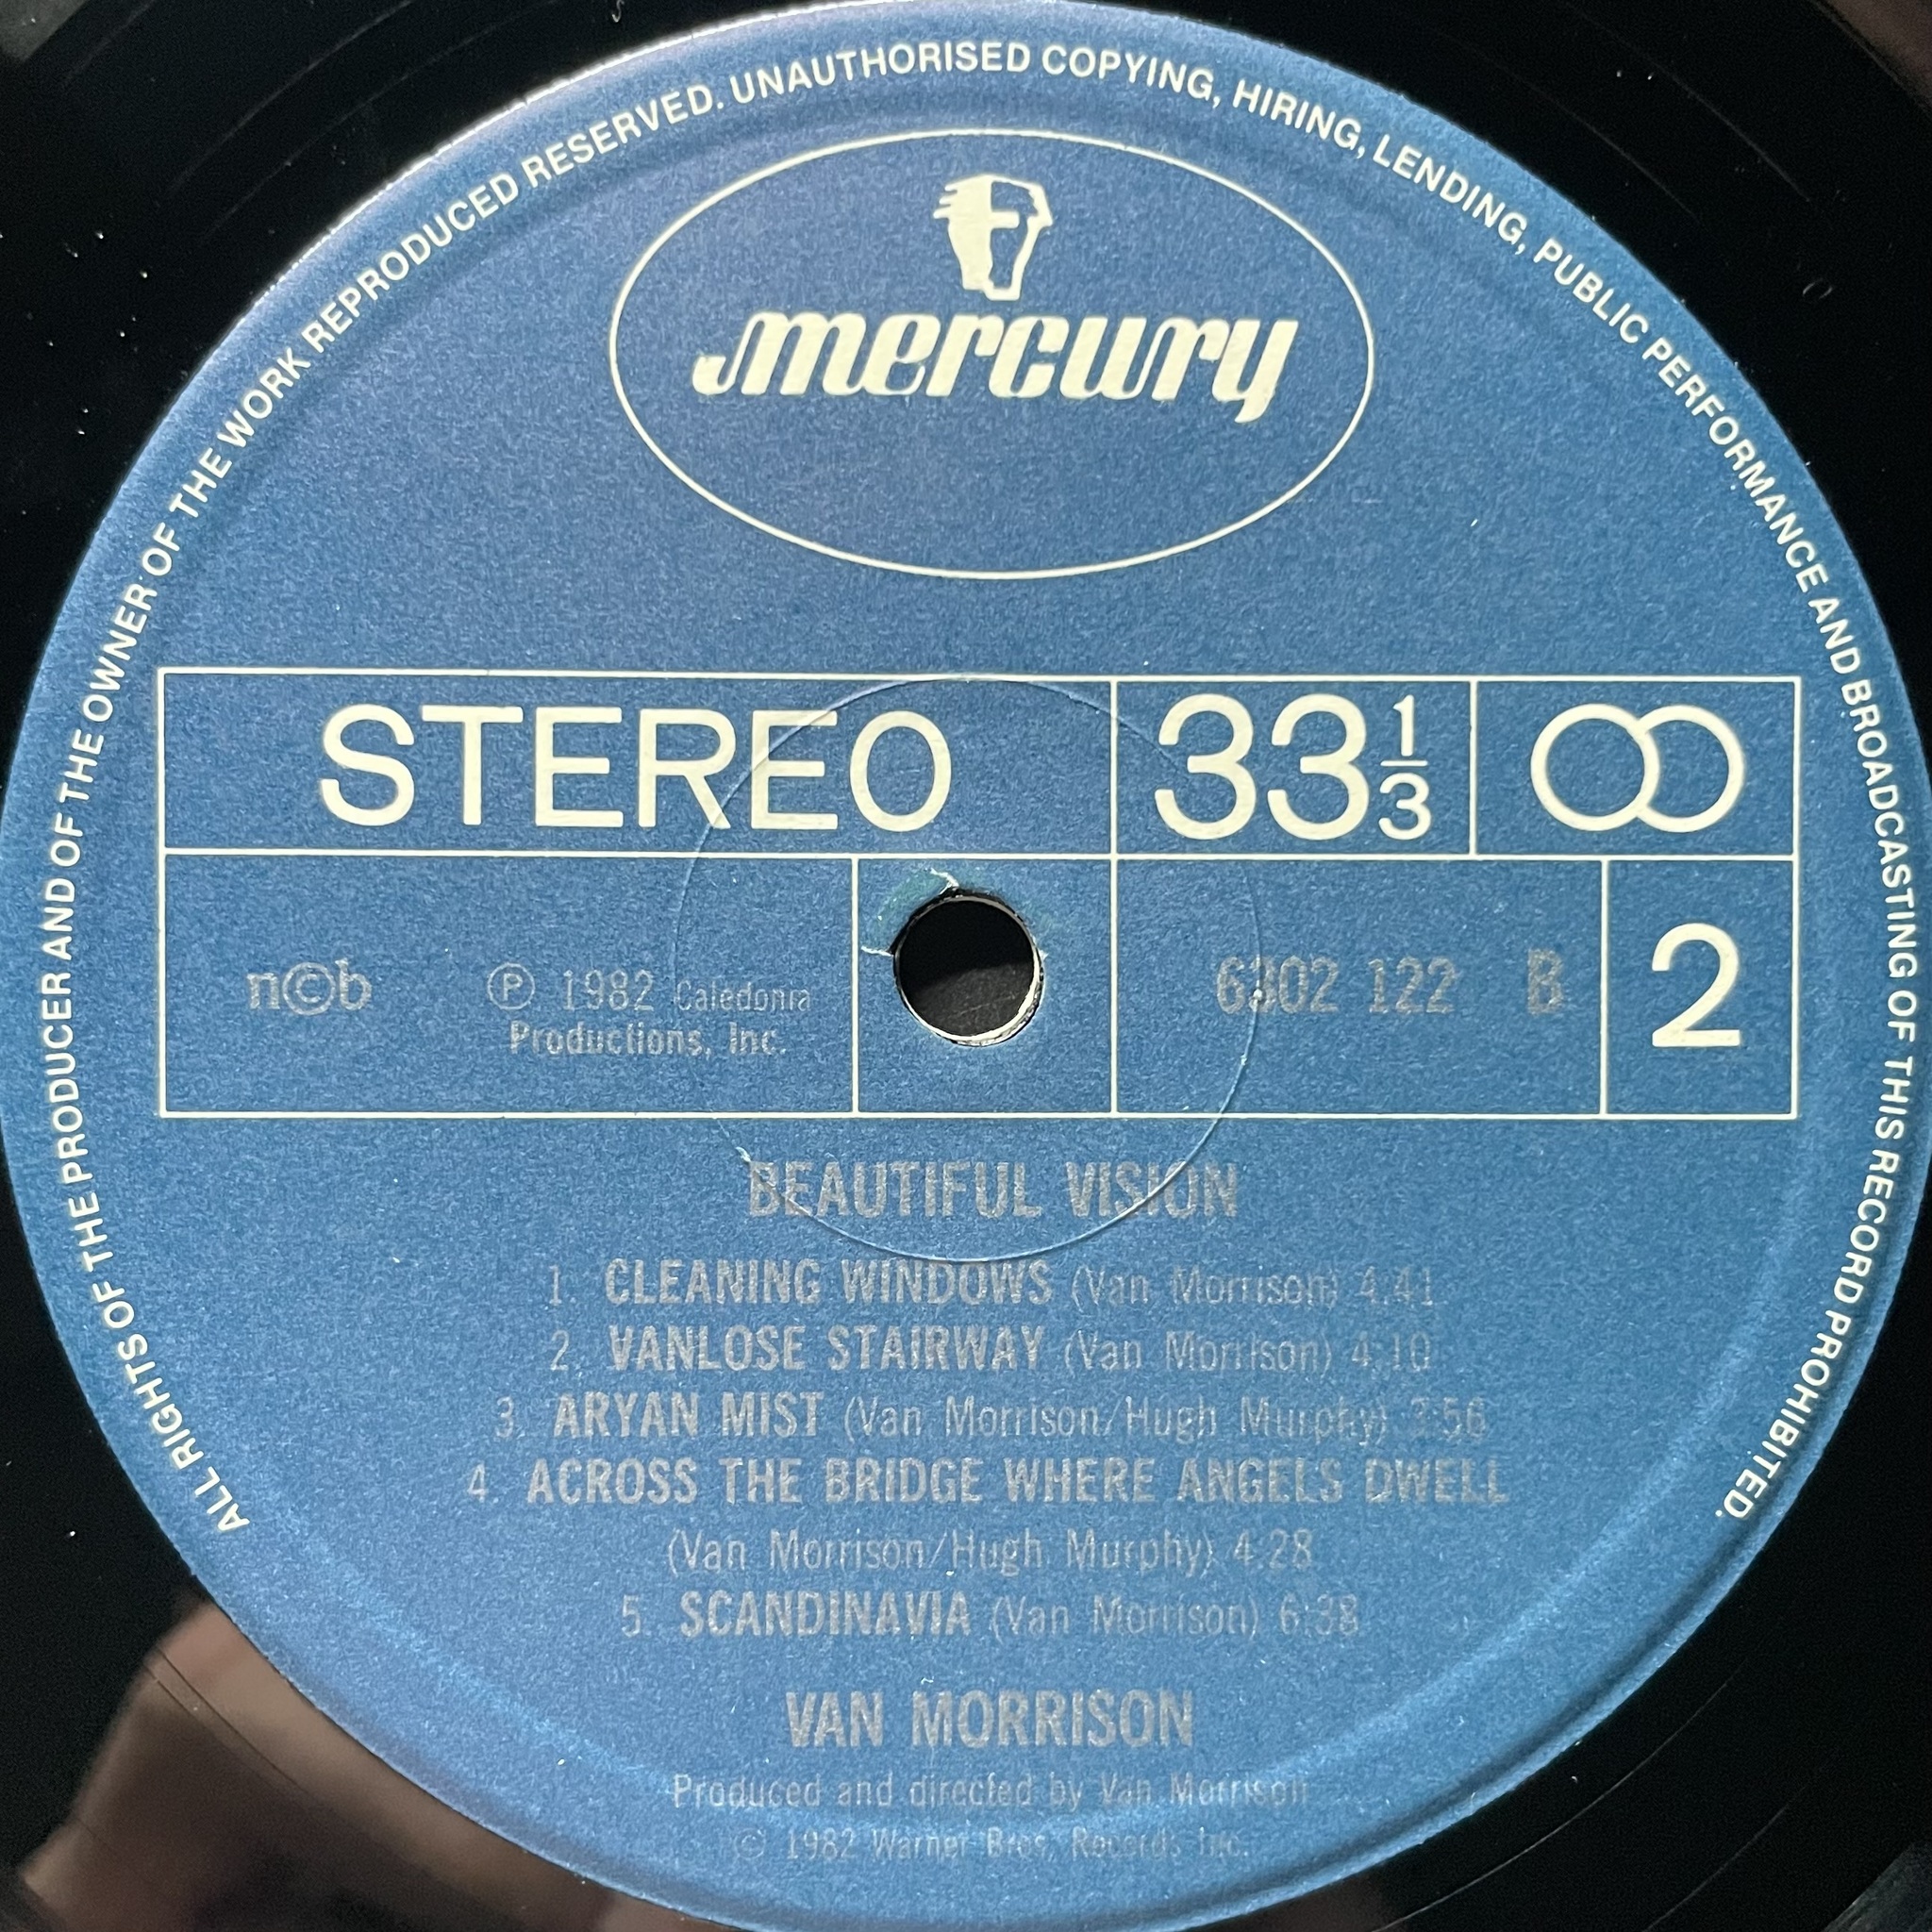 ALL RIGHTS OF THE PRODUCER AND OF THE OWNER OF THE WORK REPRODUCED RESERVED. UNAUTHORISED COPYING, HIRING, LENDING, PUBLIC PERFORMANCE AND BROADCASTING OF THIS RECORD PROHIBITED.
mercury
STEREO 33 1/3
n©b ℗ 1982 Caledonia
Productions, Inc.
6302 122 B 2
BEAUTIFUL VISION
1. CLEANING WINDOWS (Van Morrison) 4:41
2. VANLOSE STAIRWAY (Van Morrison) 4:10
3. ARYAN MIST (Van Morrison/Hugh Murphy) 3:56
4. ACROSS THE BRIDGE WHERE ANGELS DWELL
(Van Morrison/Hugh Murphy) 4:28
5. SCANDINAVIA (Van Morrison) 6:38
VAN MORRISON
Produced and directed by Van Morrison
© 1982 Warner Bros. Records Inc.